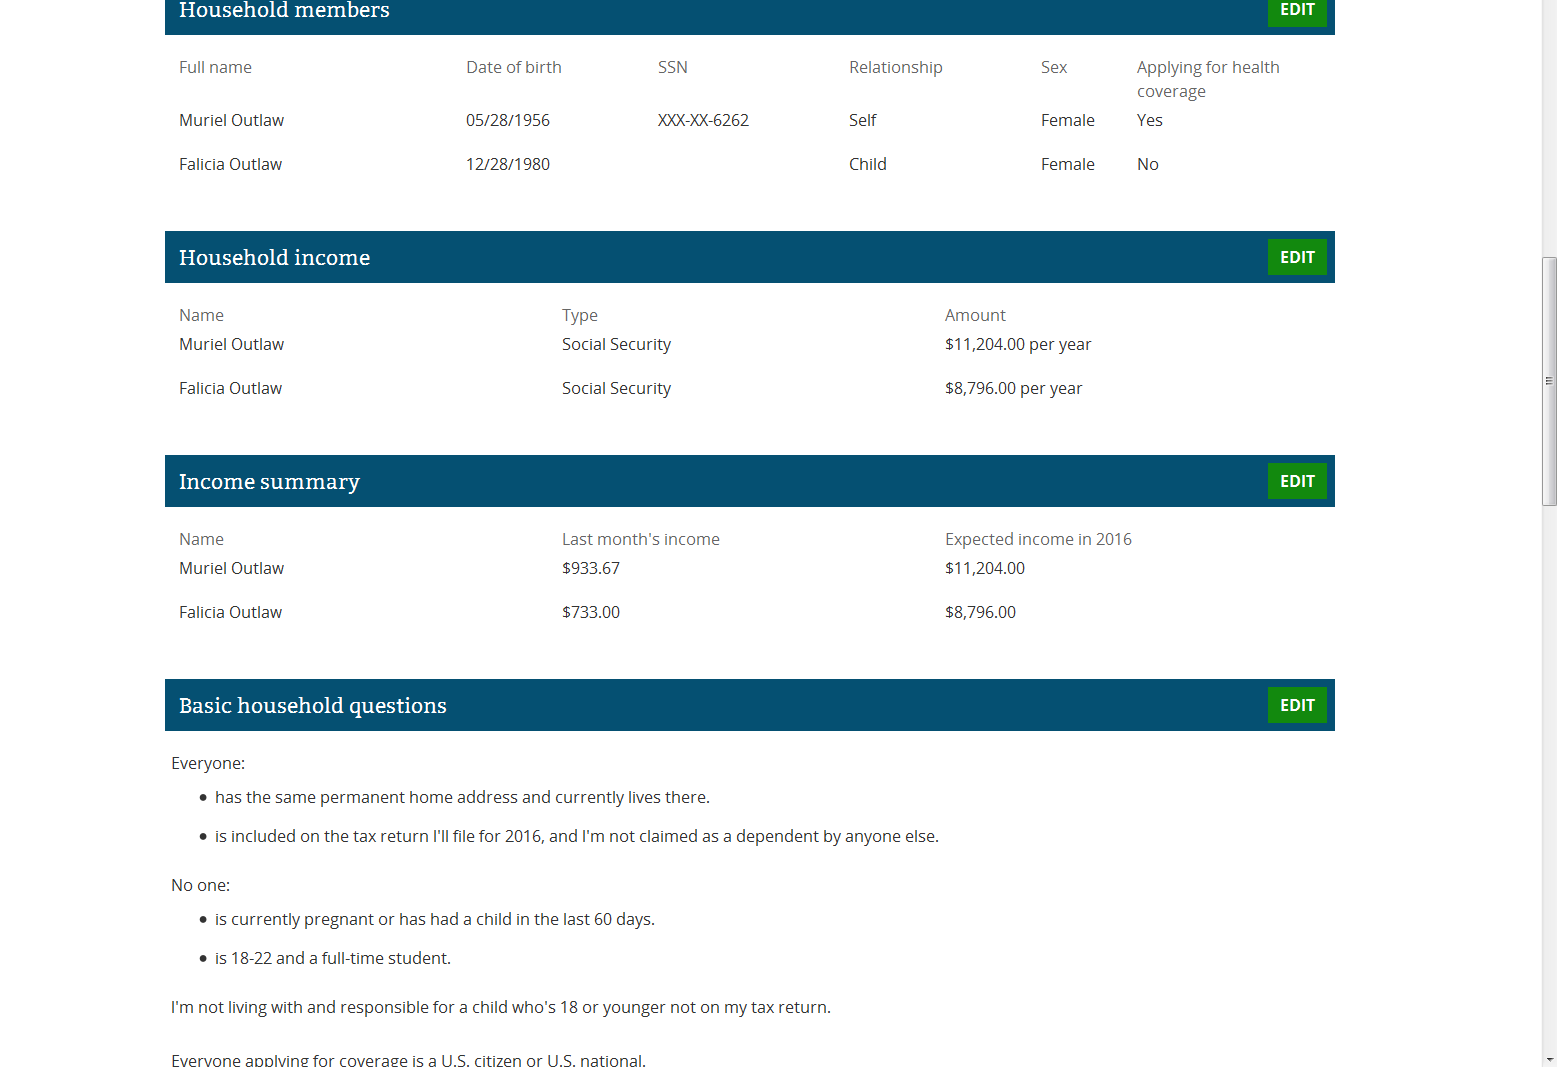 Household members EDIT
Full name Date of birth SSN Relationship Sex Applying for health
coverage
Muriel Outlaw 05/28/1956 XXX-XX-6262 Self Female Yes
Falicia Outlaw 12/28/1980 Child Female No
Household income EDIT
Name Type Amount
Muriel Outlaw Social Security $11,204.00 per year
Falicia Outlaw Social Security $8,796.00 per year
Income summary EDIT
Name Last month's income Expected income in 2016
Muriel Outlaw $933.67 $11,204.00
Falicia Outlaw $733.00 $8,796.00
Basic household questions EDIT
Everyone:
• has the same permanent home address and currently lives there.
• is included on the tax return I'll file for 2016, and I'm not claimed as a dependent by anyone else.
No one:
• is currently pregnant or has had a child in the last 60 days.
• is 18-22 and a full-time student.
I'm not living with and responsible for a child who's 18 or younger not on my tax return.
Everyone applying for coverage is a U.S. citizen or U.S. national.